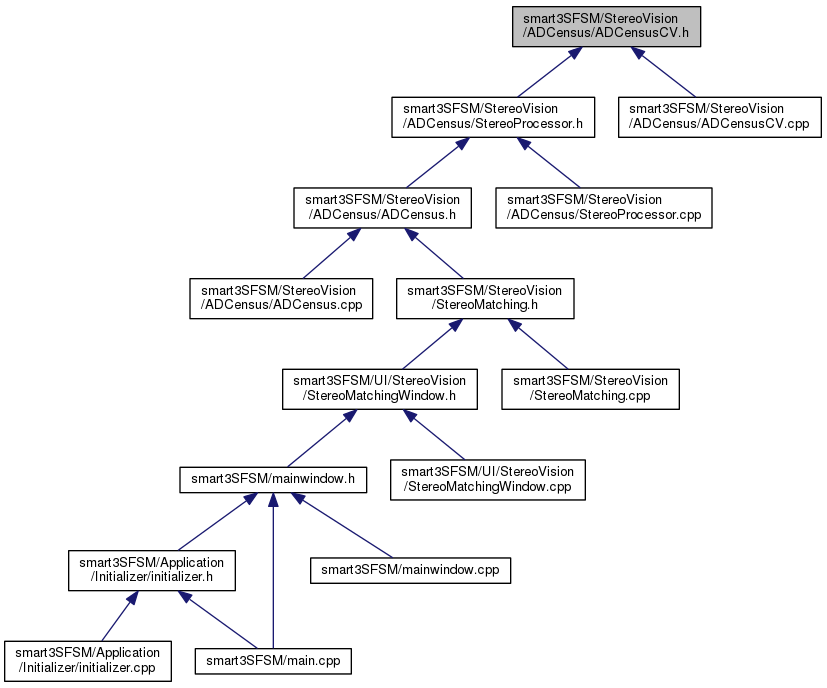 smart3SFSM/StereoVision
/ADCensus/ADCensusCV.h
smart3SFSM/StereoVision
/ADCensus/StereoProcessor.h
smart3SFSM/StereoVision
/ADCensus/ADCensusCV.cpp
smart3SFSM/StereoVision
/ADCensus/ADCensus.h
smart3SFSM/StereoVision
/ADCensus/StereoProcessor.cpp
smart3SFSM/StereoVision
/ADCensus/ADCensus.cpp
smart3SFSM/StereoVision
/StereoMatching.h
smart3SFSM/UI/StereoVision
/StereoMatchingWindow.h
smart3SFSM/StereoVision
/StereoMatching.cpp
smart3SFSM/mainwindow.h
smart3SFSM/UI/StereoVision
/StereoMatchingWindow.cpp
smart3SFSM/Application
/Initializer/initializer.h
smart3SFSM/mainwindow.cpp
smart3SFSM/Application
/Initializer/initializer.cpp
smart3SFSM/main.cpp